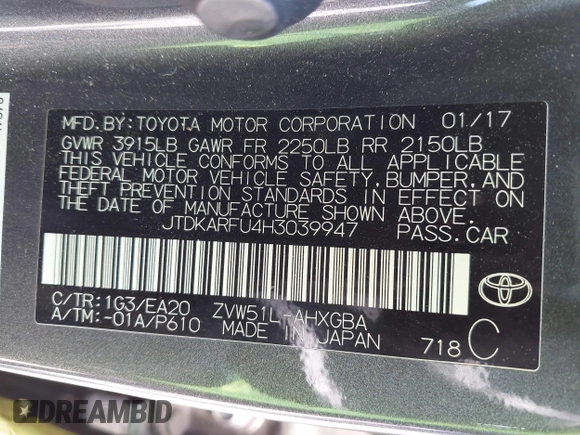 MFD. BY: TOYOTA MOTOR CORPORATION 01/17
GVWR 3915LB GAWR FR 2250LB RR 2150LB
THIS VEHICLE CONFORMS TO ALL APPLICABLE
FEDERAL MOTOR VEHICLE SAFETY, BUMPER, AND
THEFT PREVENTION STANDARDS IN EFFECT ON
THE DATE OF MANUFACTURE SHOWN ABOVE.
JTDKARFU4H3039947 PASS. CAR
C/TR: 1G3/EA20 ZVW51L-AHXGBA
A/TM: -01A/P610 MADE IN JAPAN 718 C
DREAMBID